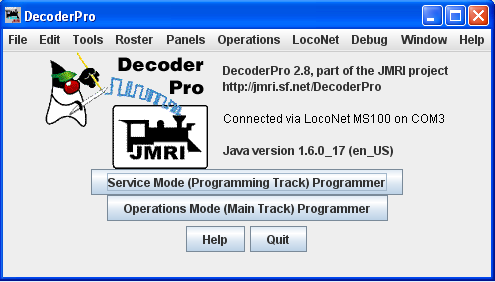 DecoderPro
File Edit Tools Roster Panels Operations LocoNet Debug Window Help
Decoder
Pro
JMRI
DecoderPro 2.8, part of the JMRI project
http://jmri.sf.net/DecoderPro
Connected via LocoNet MS100 on COM3
Java version 1.6.0_17 (en_US)
Service Mode (Programming Track) Programmer
Operations Mode (Main Track) Programmer
Help Quit